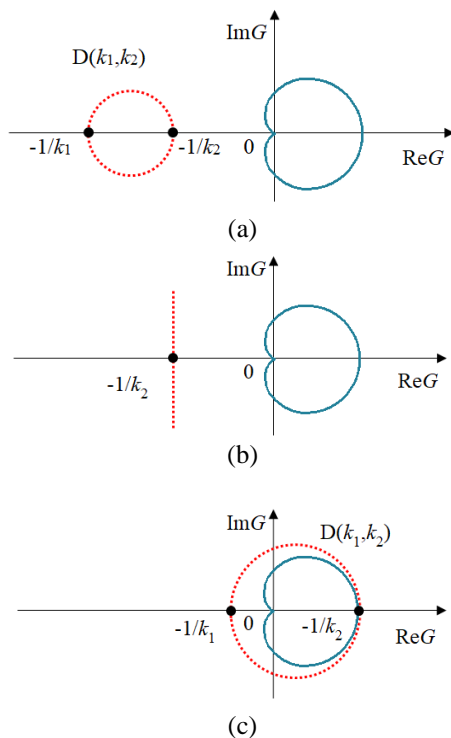 ImG
D(k₁,k₂)
-1/k₁
-1/k₂
0
ReG
(a)
ImG
-1/k₂
0
ReG
(b)
ImG
D(k₁,k₂)
-1/k₁
0
-1/k₂
ReG
(c)